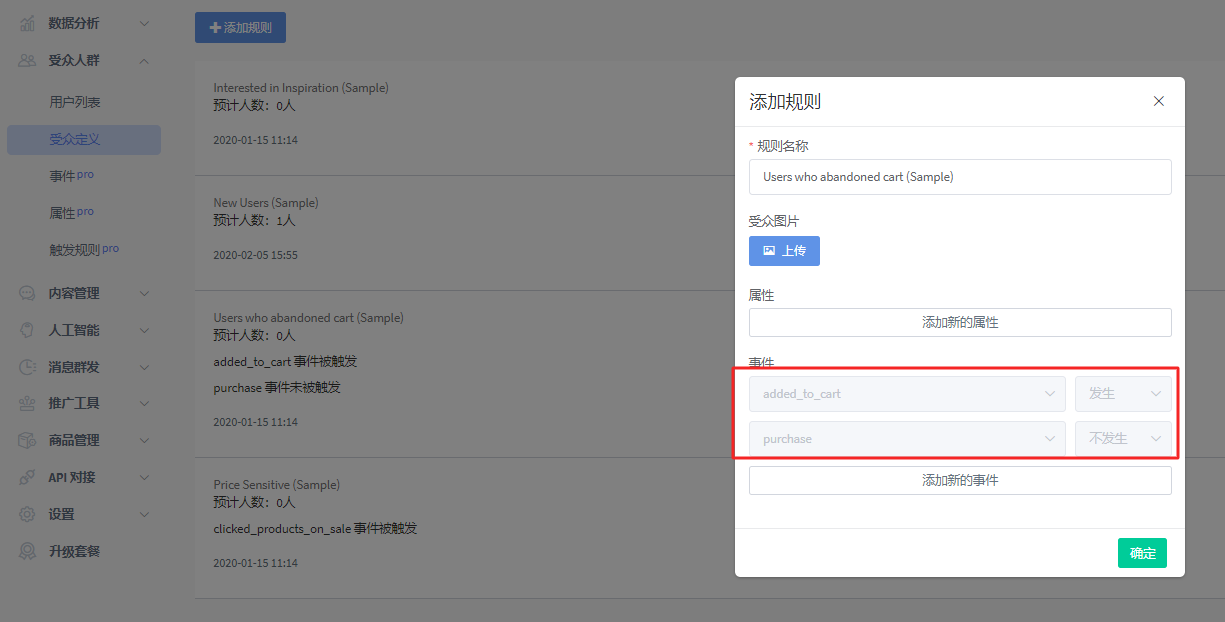 数据分析
受众人群
用户列表
受众定义
事件pro
属性pro
触发规则pro
内容管理
人工智能
消息群发
推广工具
商品管理
API 对接
设置
升级套餐
添加规则
Interested in Inspiration (Sample)
预计人数：0人
2020-01-15 11:14
New Users (Sample)
预计人数：1人
2020-02-05 15:55
Users who abandoned cart (Sample)
预计人数：0人
added_to_cart 事件被触发
purchase 事件未被触发
2020-01-15 11:14
Price Sensitive (Sample)
预计人数：0人
clicked_products_on_sale 事件被触发
2020-01-15 11:14
添加规则
* 规则名称
Users who abandoned cart (Sample)
受众图片
上传
属性
添加新的属性
事件
added_to_cart 发生
purchase 不发生
添加新的事件
确定